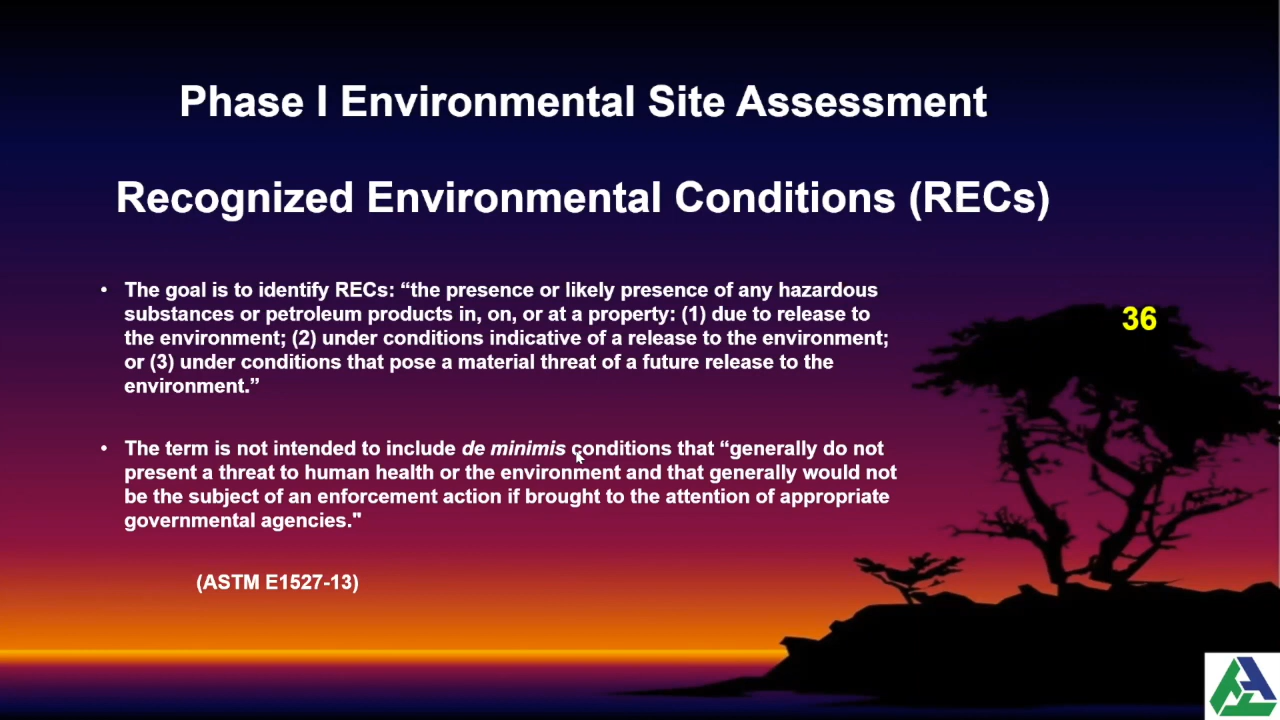 Phase I Environmental Site Assessment
Recognized Environmental Conditions (RECs)
• The goal is to identify RECs: “the presence or likely presence of any hazardous
substances or petroleum products in, on, or at a property: (1) due to release to
the environment; (2) under conditions indicative of a release to the environment;
or (3) under conditions that pose a material threat of a future release to the
environment.”
36
• The term is not intended to include de minimis conditions that “generally do not
present a threat to human health or the environment and that generally would not
be the subject of an enforcement action if brought to the attention of appropriate
governmental agencies."
(ASTM E1527-13)